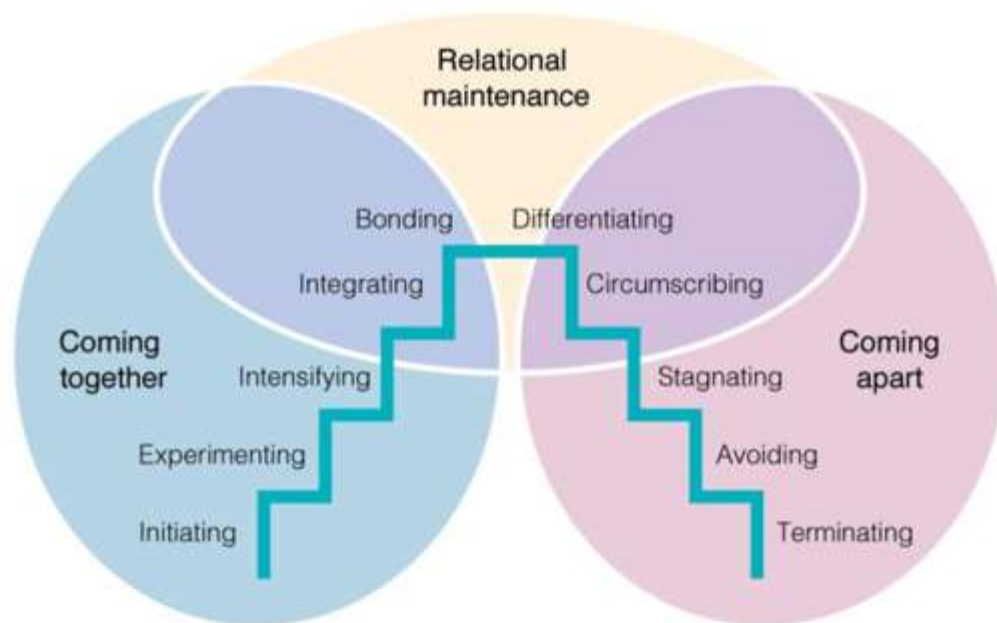 Relational
maintenance
Bonding
Differentiating
Integrating
Circumscribing
Coming
together
Coming
apart
Intensifying
Stagnating
Experimenting
Avoiding
Initiating
Terminating